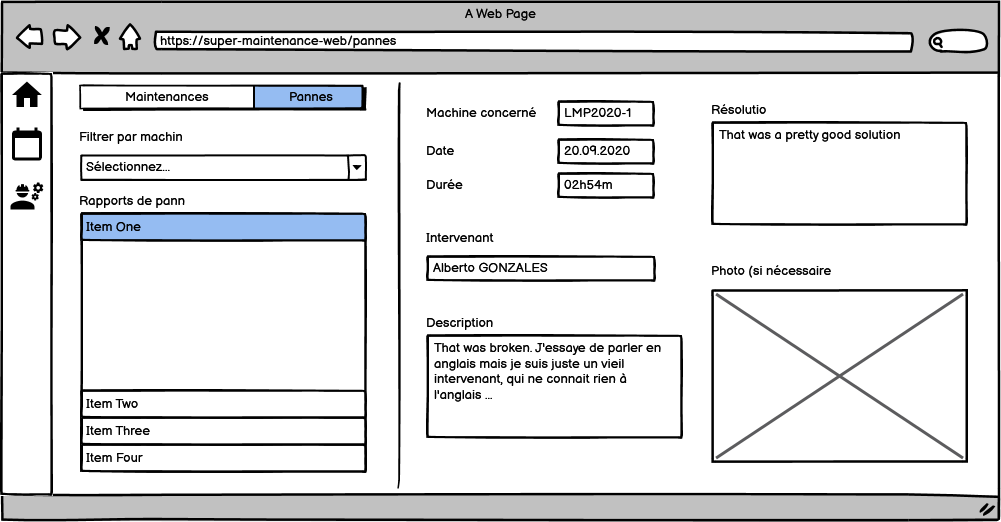 A Web Page
https://super-maintenance-web/pannes
Maintenances
Pannes
Filtrer par machin
Sélectionnez...
Rapports de pann
Item One
Item Two
Item Three
Item Four
Machine concerné
LMP2020-1
Date
20.09.2020
Durée
02h54m
Intervenant
Alberto GONZALES
Description
That was broken. J'essaye de parler en
anglais mais je suis juste un vieil
intervenant, qui ne connait rien à
l'anglais ...
Résolutio
That was a pretty good solution
Photo (si nécessaire